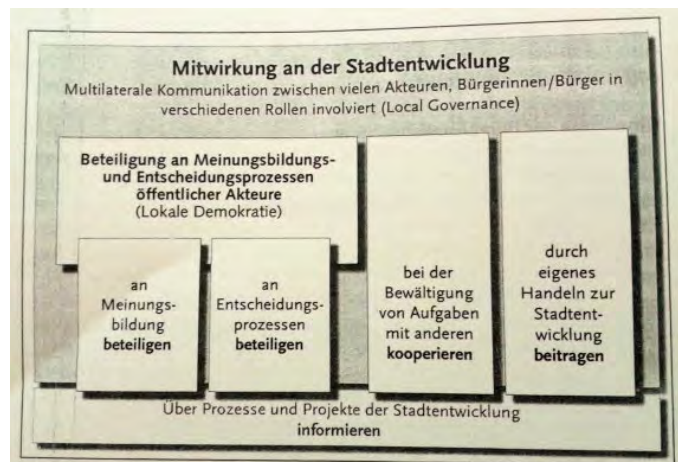 Mitwirkung an der Stadtentwicklung
Multilaterale Kommunikation zwischen vielen Akteuren, Bürgerinnen/Bürger in
verschiedenen Rollen involviert (Local Governance)
Beteiligung an Meinungsbildungs-
und Entscheidungsprozessen
öffentlicher Akteure
(Lokale Demokratie)
an
Meinungs-
bildung
beteiligen
an
Entscheidungs-
prozessen
beteiligen
bei der
Bewältigung
von Aufgaben
mit anderen
kooperieren
durch
eigenes
Handeln zur
Stadtent-
wicklung
beitragen
Über Prozesse und Projekte der Stadtentwicklung
informieren